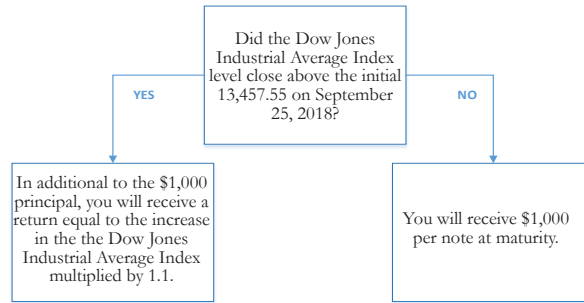 Did the Dow Jones
Industrial Average Index
level close above the initial
13,457.55 on September
25, 2018?
YES
NO
In additional to the $1,000
principal, you will receive a
return equal to the increase
in the the Dow Jones
Industrial Average Index
multiplied by 1.1.
You will receive $1,000
per note at maturity.